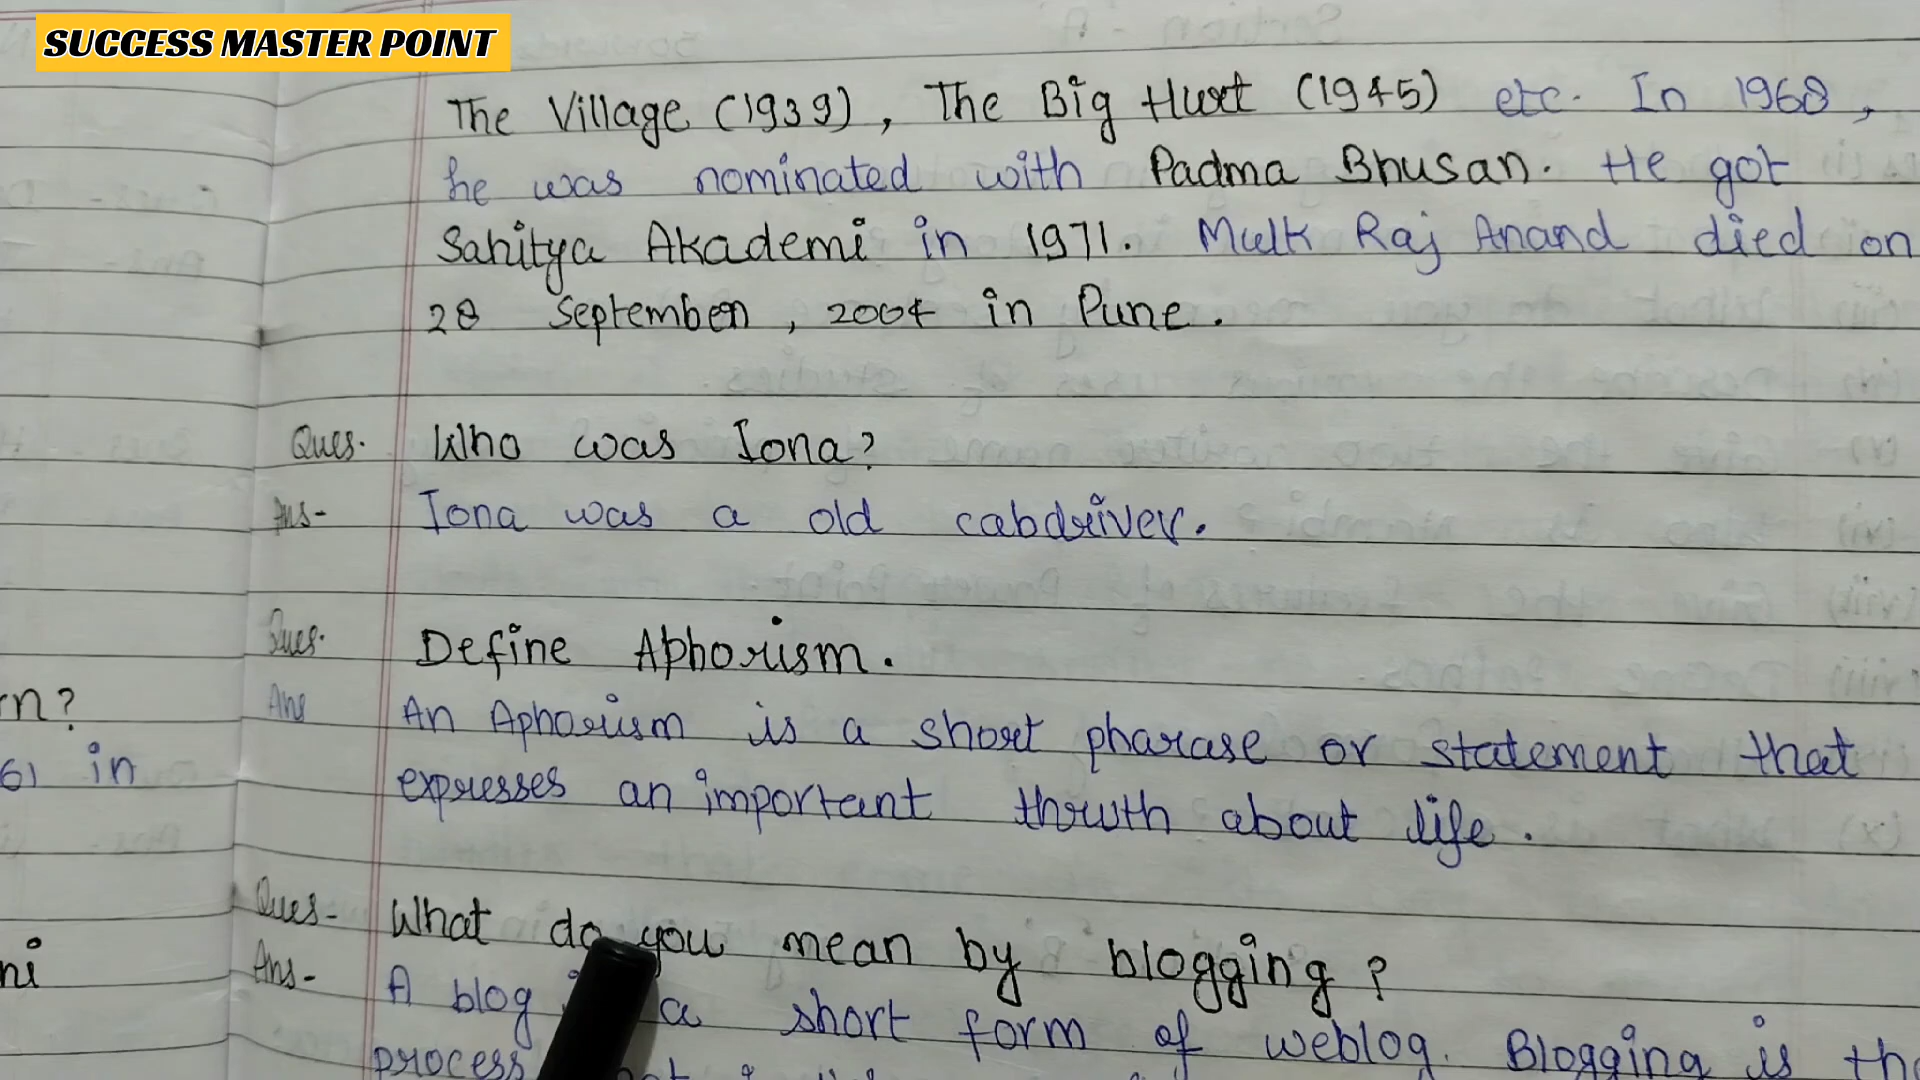 SUCCESS MASTER POINT
The Village (1939), The Big Hurt (1945) etc. In 1968,
he was nominated with Padma Bhusan. He got
Sahitya Akademi in 1971. Mulk Raj Anand died on
28 September, 2004 in Pune.
Ques. Who was Iona?
Ans- Iona was a old cabdriver.
Ques. Define Aphorism.
Ans An Aphorism is a short pharase or statement that
expresses an important thruth about life.
n?
6) in
Ques- What do you mean by blogging?
ni
Ans- A blog a short form of weblog. Blogging is
process